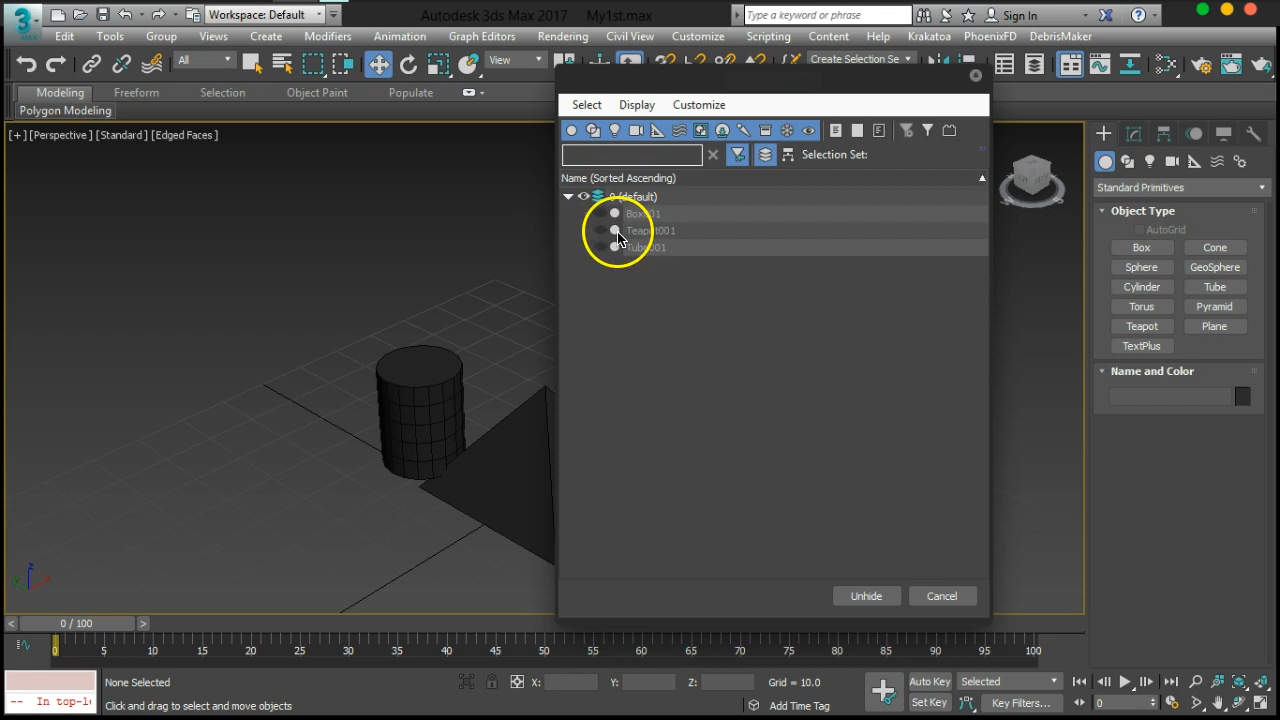 Workspace: Default
Autodesk 3ds Max 2017 My1st.max
Type a keyword or phrase
Sign In
3
MAX
Edit Tools Group Views Create Modifiers Animation Graph Editors Rendering Civil View Customize Scripting Content Help Krakatoa PhoenixFD DebrisMaker
All
View
Create Selection Se
Modeling Freeform Selection Object Paint Populate
Polygon Modeling
[+] [Perspective] [Standard] [Edged Faces]
Select Display Customize
Selection Set:
Name (Sorted Ascending)
0 (default)
Box001
Teapot001
Tube001
Unhide Cancel
Standard Primitives
Object Type
AutoGrid
Box Cone
Sphere GeoSphere
Cylinder Tube
Torus Pyramid
Teapot Plane
TextPlus
Name and Color
z
x
< 0 / 100 >
0 5 10 15 20 25 30 35 40 45 50 55 60 65 70 75 80 85 90 95 100
None Selected
X: Y: Z: Grid = 10.0
Auto Key Selected
-- In top-le
Click and drag to select and move objects
Add Time Tag
Set Key Key Filters...
0